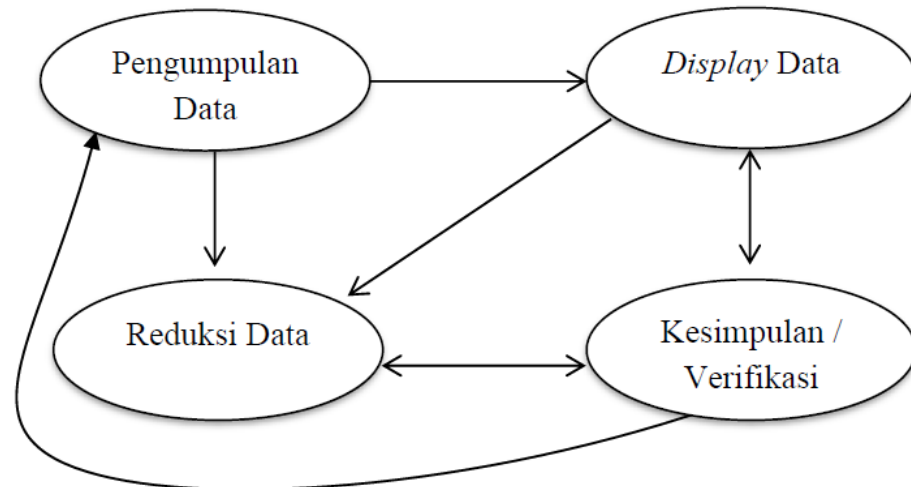 Pengumpulan
Data
Display Data
Reduksi Data
Kesimpulan /
Verifikasi